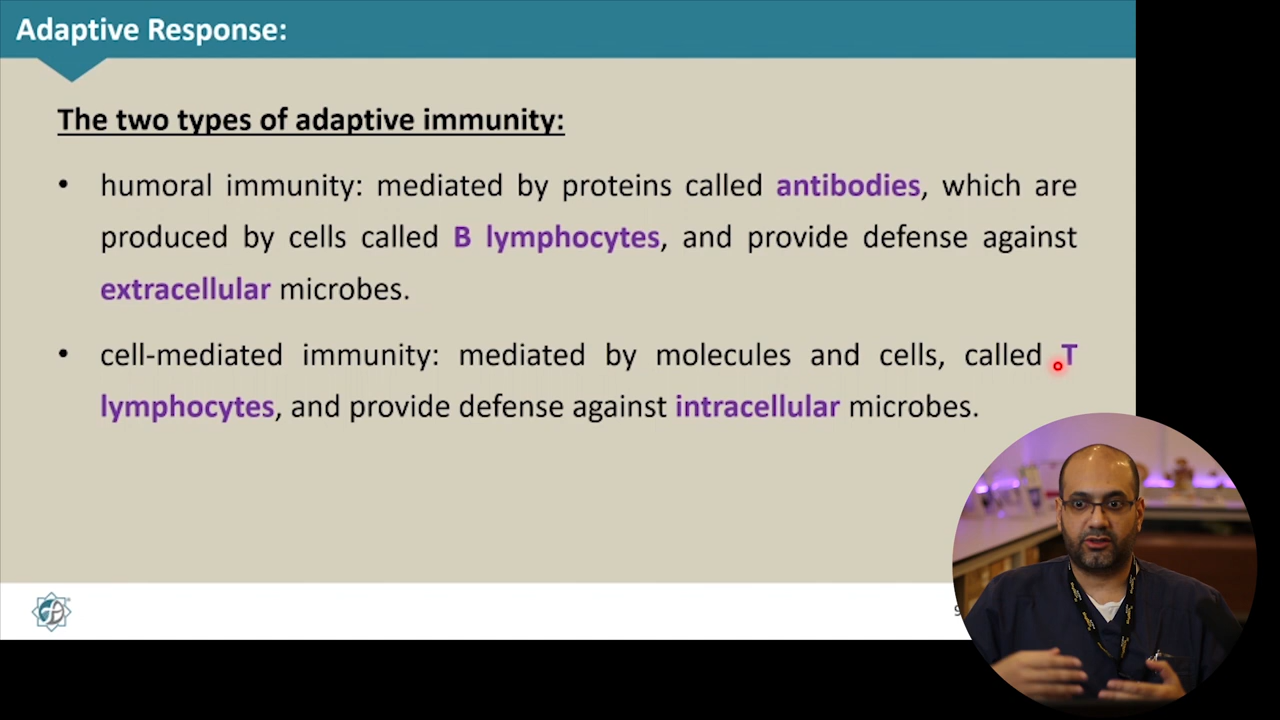 Adaptive Response:
The two types of adaptive immunity:
• humoral immunity: mediated by proteins called antibodies, which are
produced by cells called B lymphocytes, and provide defense against
extracellular microbes.
• cell-mediated immunity: mediated by molecules and cells, called T
lymphocytes, and provide defense against intracellular microbes.